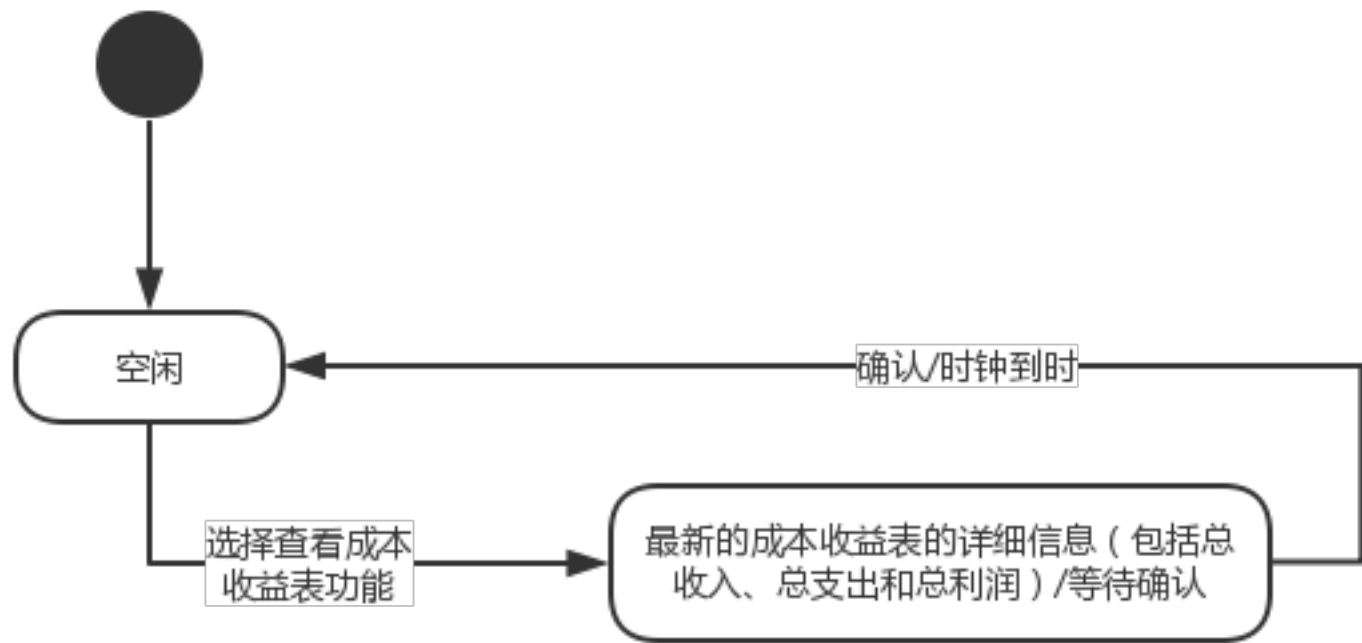 空闲
确认/时钟到时
选择查看成本
收益表功能
最新的成本收益表的详细信息（包括总
收入、总支出和总利润）/等待确认